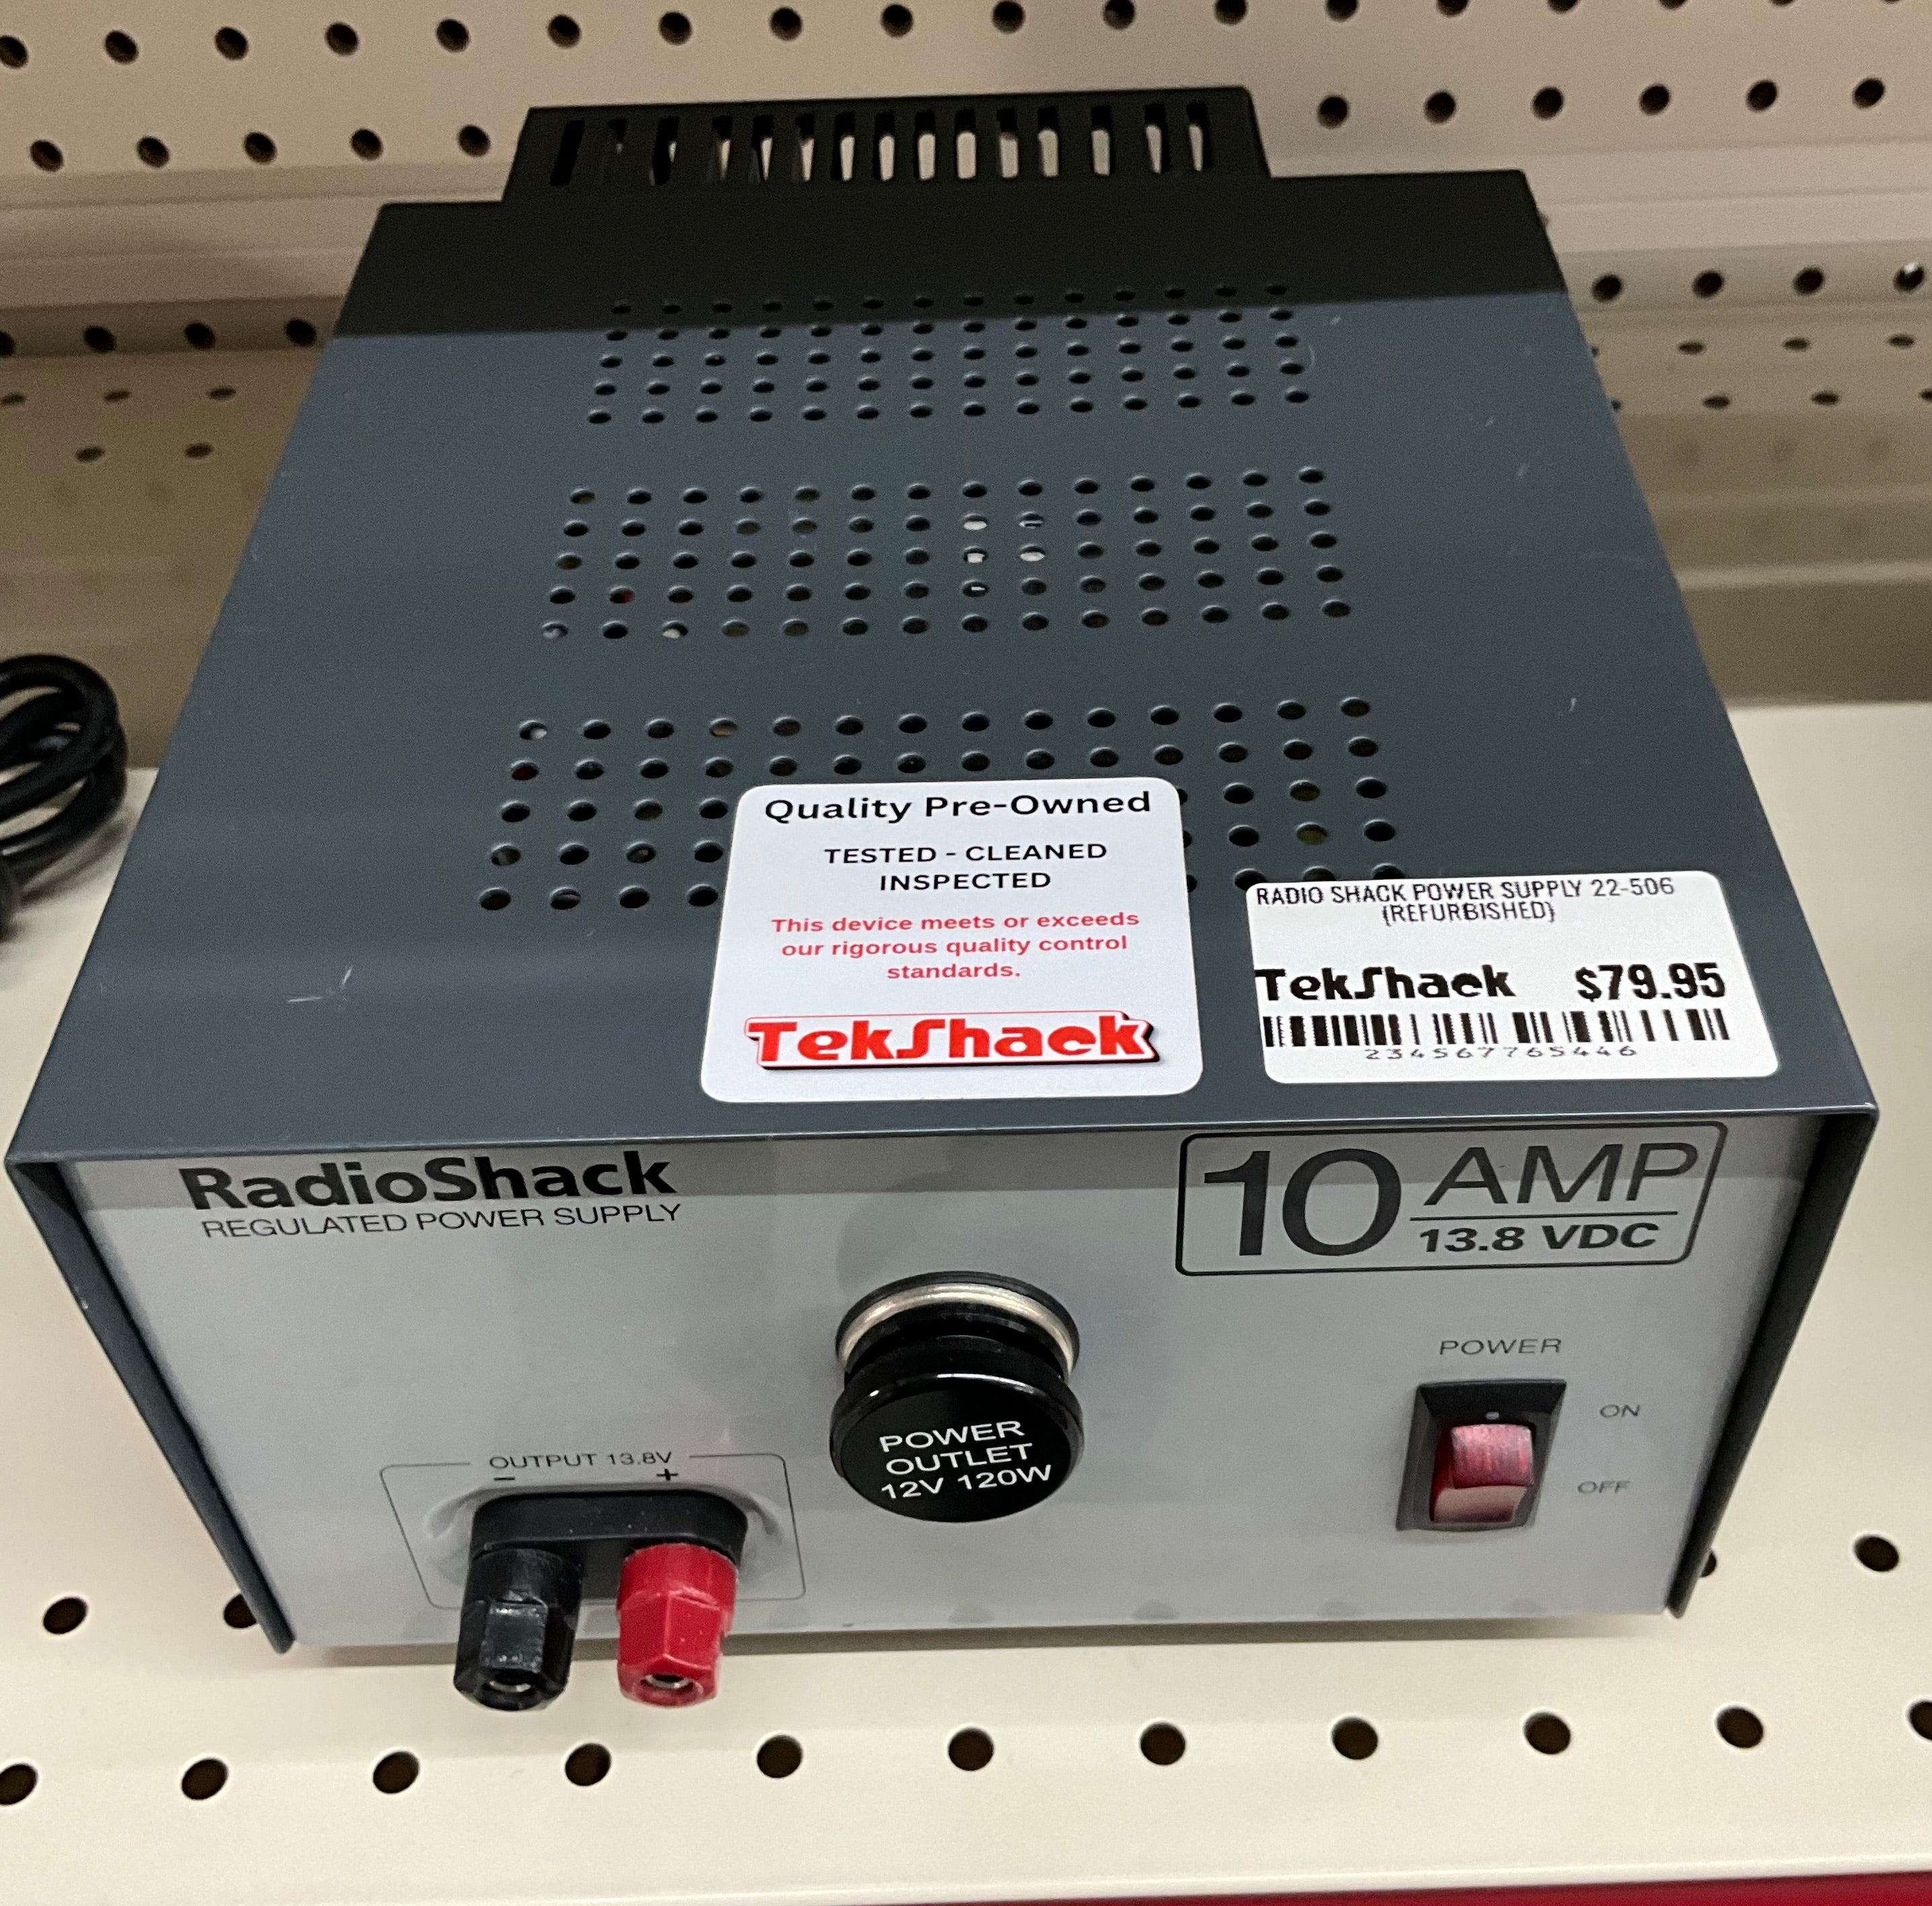 Quality Pre-Owned
TESTED - CLEANED
INSPECTED
This device meets or exceeds
our rigorous quality control
standards.
TekShack
RADIO SHACK POWER SUPPLY 22-506
(REFURBISHED)
TekShack $79.95
234567765446
RadioShack
REGULATED POWER SUPPLY
10 AMP
13.8 VDC
POWER
ON
OFF
POWER
OUTLET
12V 120W
OUTPUT 13.8V
- +